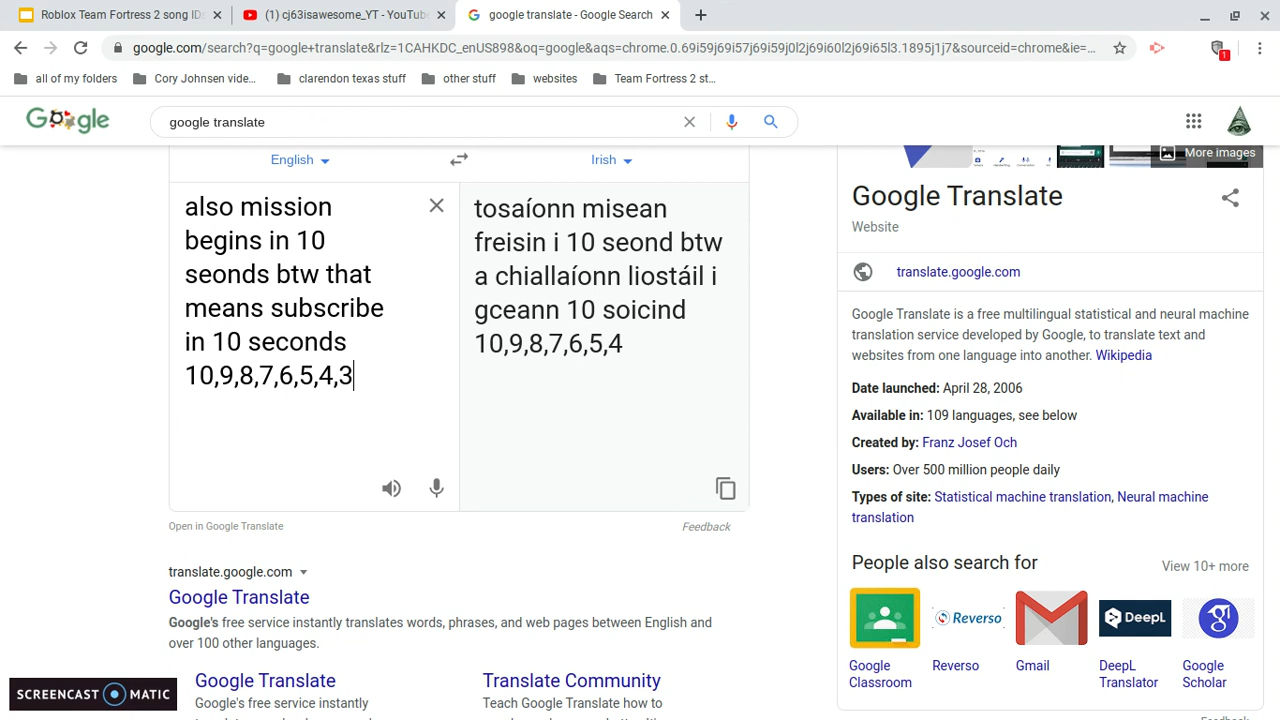 Roblox Team Fortress 2 song IDs
(1) cj63isawesome_YT - YouTube
google translate - Google Search
google.com/search?q=google+translate&rlz=1CAHKDC_enUS898&oq=google&aqs=chrome.0.69i59j69i57j69i59j0l2j69i60l2j69i65l3.1895j1j7&sourceid=chrome&ie=...
1
all of my folders
Cory Johnsen vide...
clarendon texas stuff
other stuff
websites
Team Fortress 2 st...
Google
google translate
English
Irish
also mission
begins in 10
seonds btw that
means subscribe
in 10 seconds
10,9,8,7,6,5,4,3
tosaíonn misean
freisin i 10 seond btw
a chiallaíonn liostáil i
gceann 10 soicind
10,9,8,7,6,5,4
Open in Google Translate
Feedback
translate.google.com
Google Translate
Google's free service instantly translates words, phrases, and web pages between English and
over 100 other languages.
Google Translate
Google's free service instantly
Translate Community
Teach Google Translate how to
SCREENCAST MATIC
More images
Google Translate
Website
translate.google.com
Google Translate is a free multilingual statistical and neural machine
translation service developed by Google, to translate text and
websites from one language into another. Wikipedia
Date launched: April 28, 2006
Available in: 109 languages, see below
Created by: Franz Josef Och
Users: Over 500 million people daily
Types of site: Statistical machine translation, Neural machine
translation
People also search for
View 10+ more
Reverso
DeepL
Google
Classroom
Reverso
Gmail
DeepL
Translator
Google
Scholar